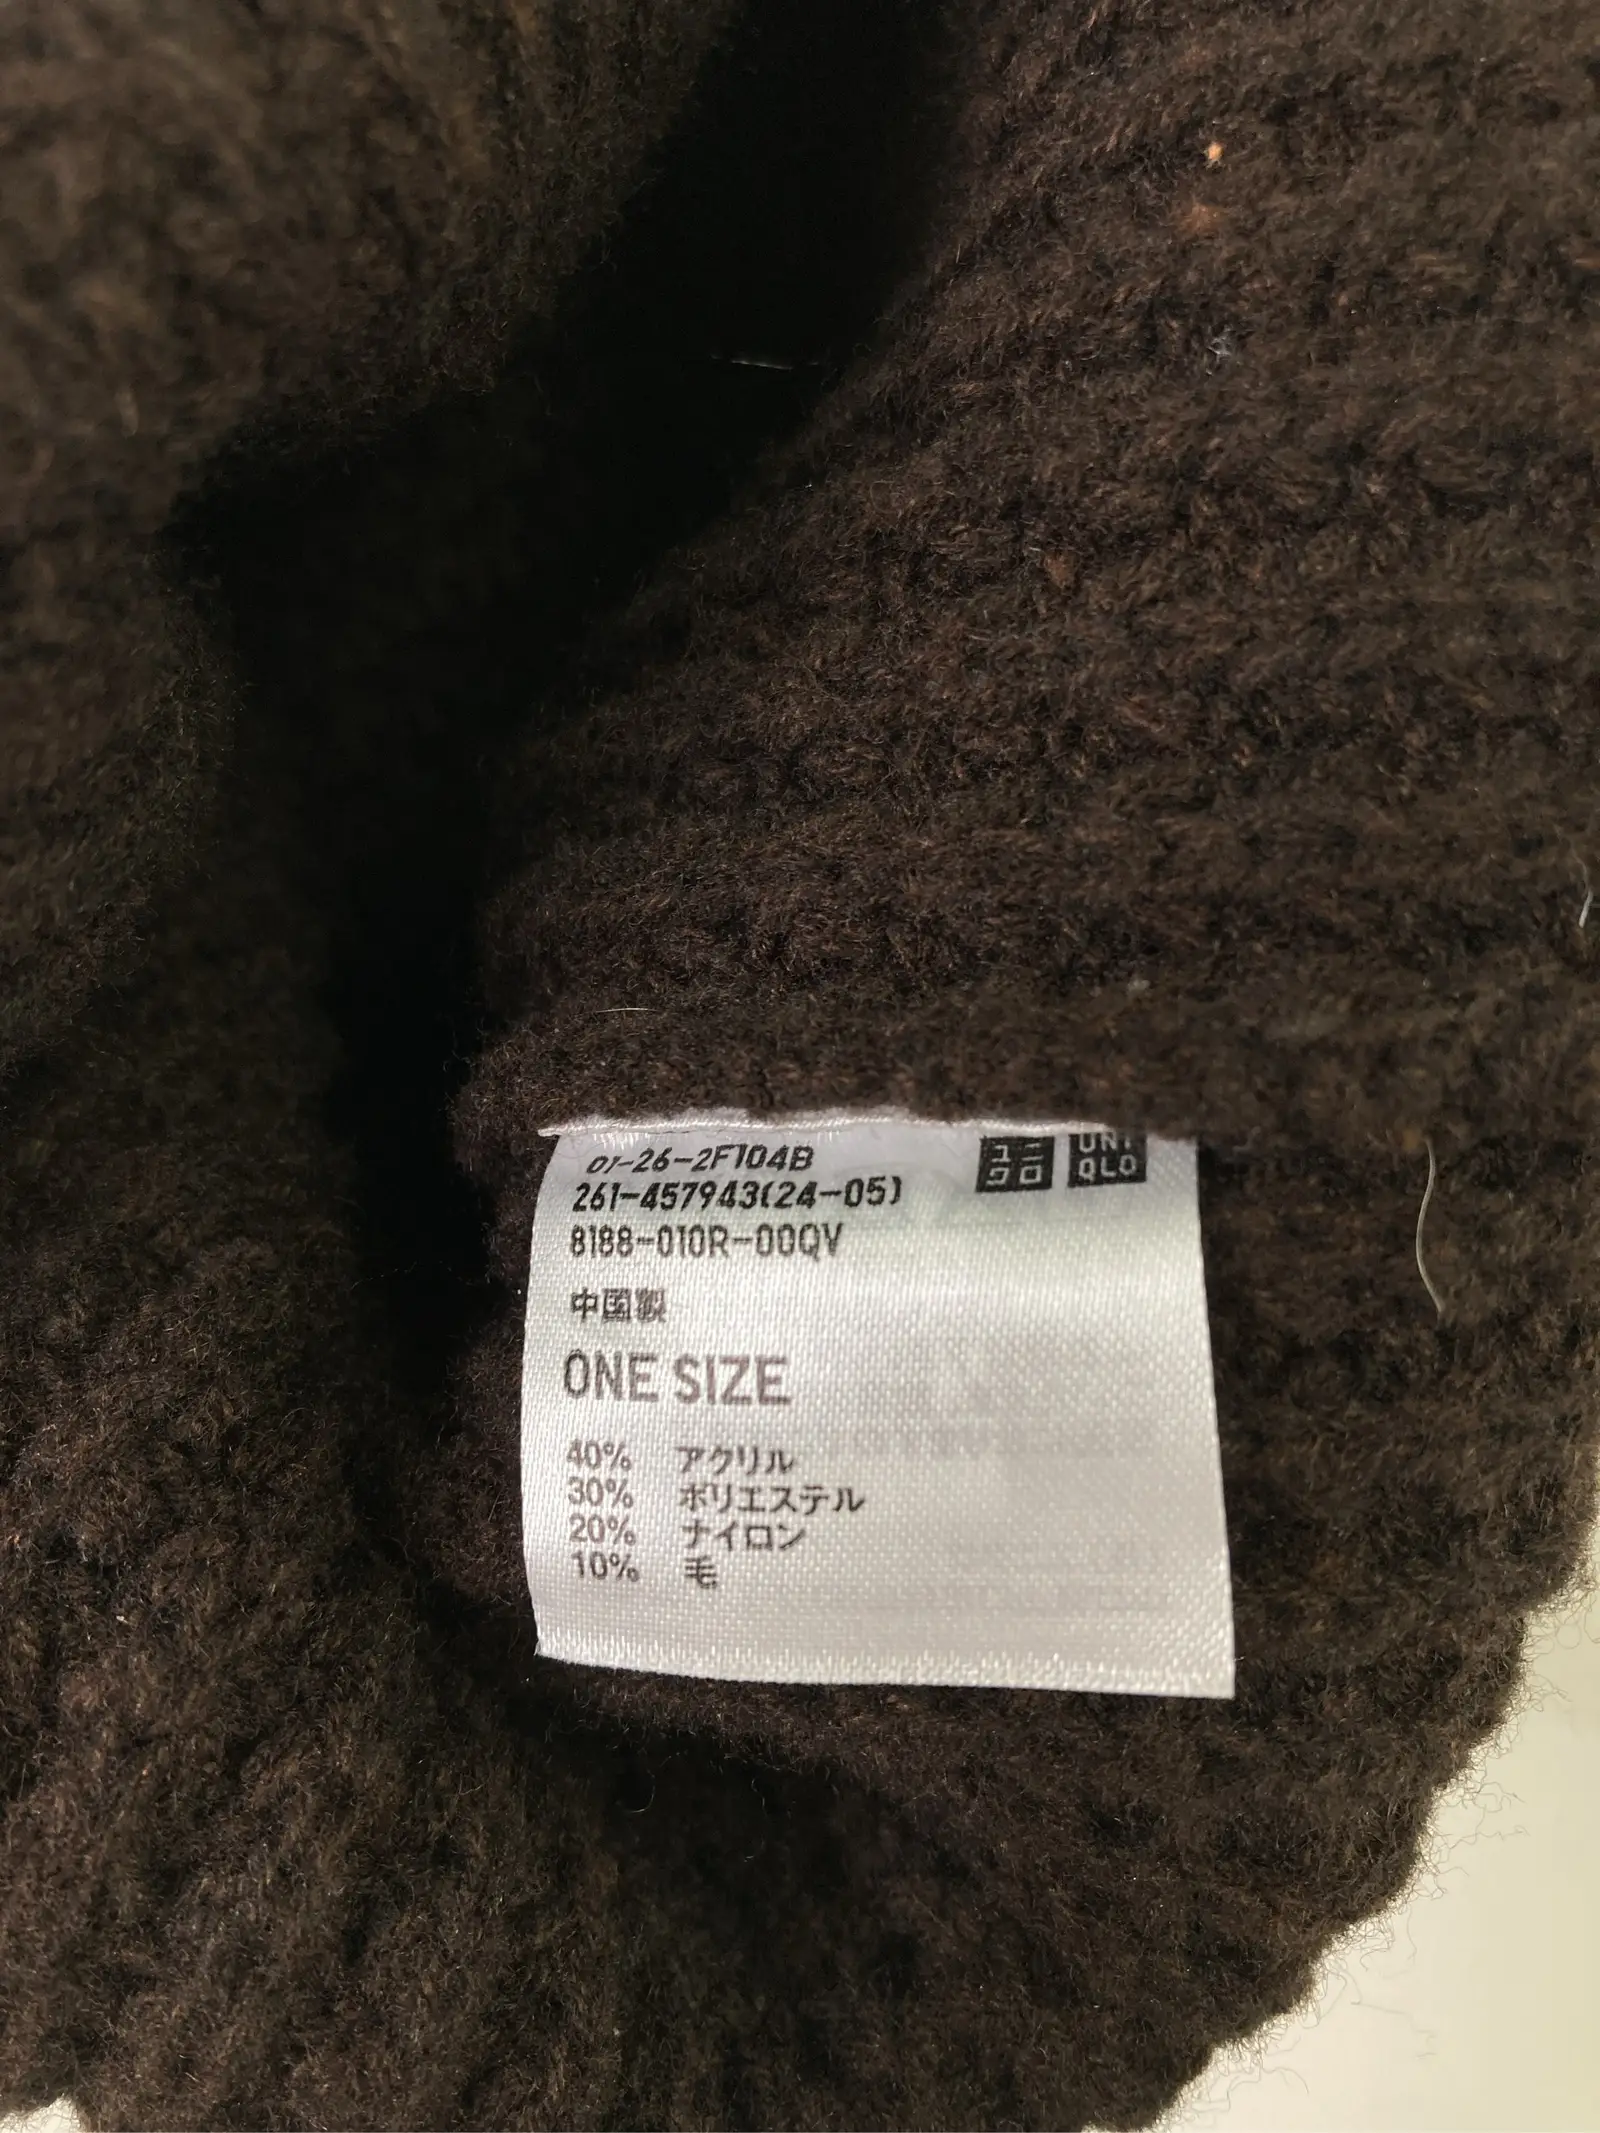 01-26-2F104B
261-457943(24-05)
8188-010R-00QV
ユニ
クロ
UNI
QLO
中国製
ONE SIZE
40% アクリル
30% ポリエステル
20% ナイロン
10% 毛